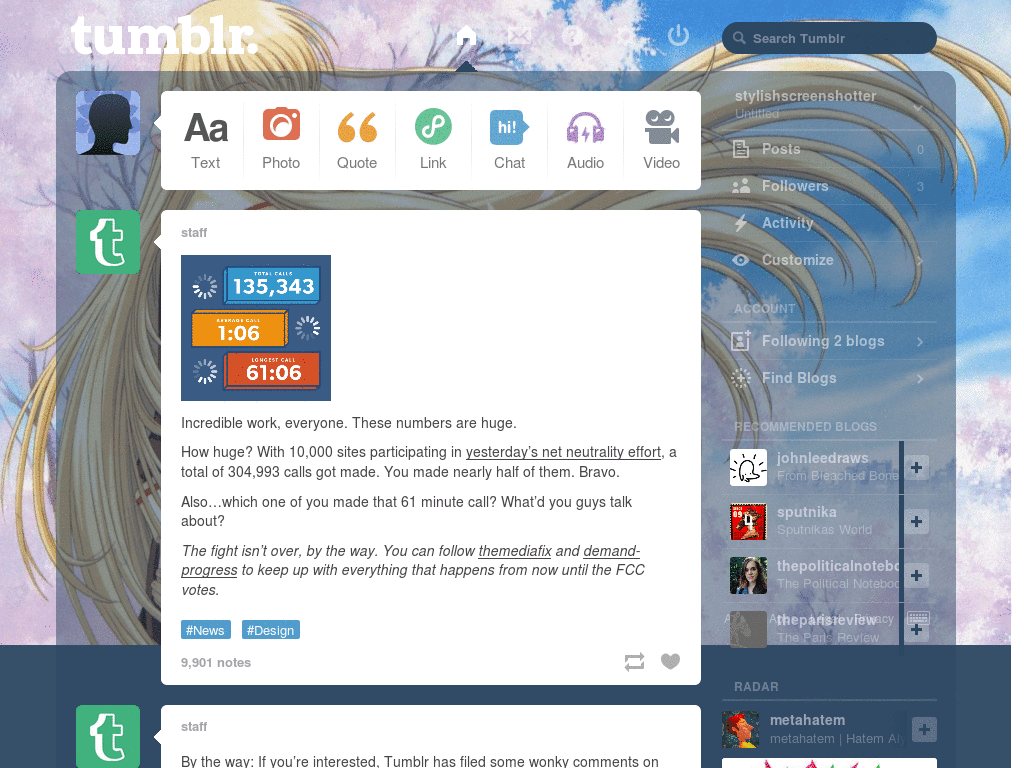 tumblr.
Search Tumblr
Aa
hi!
Text
Photo
Quote
Link
Chat
Audio
Video
stylishscreenshotter
Untitled
Posts 0
Followers 3
Activity
Customize
ACCOUNT
Following 2 blogs
Find Blogs
RECOMMENDED BLOGS
johnleedraws
From Bleached Bone
sputnika
Sputnikas World
thepoliticalnotebo
The Political Noteboo
theparisreview
Privacy
The Paris Review
RADAR
metahatem
metahatem | Hatem Al
staff
TOTAL CALLS
135,343
AVERAGE CALL
1:06
LONGEST CALL
61:06
Incredible work, everyone. These numbers are huge.
How huge? With 10,000 sites participating in yesterday's net neutrality effort, a
total of 304,993 calls got made. You made nearly half of them. Bravo.
Also…which one of you made that 61 minute call? What'd you guys talk
about?
The fight isn't over, by the way. You can follow themediafix and demand-
progress to keep up with everything that happens from now until the FCC
votes.
#News #Design
9,901 notes
staff
By the way: If you're interested, Tumblr has filed some wonky comments on